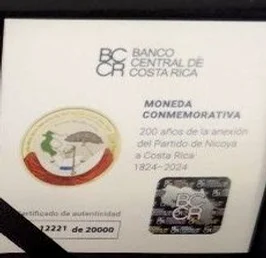 BC
CR
BANCO
CENTRAL DE
COSTA RICA
MONEDA
CONMEMORATIVA
200 años de la anexión
del Partido de Nicoya
a Costa Rica
1824-2024
BC
CR
Certificado de autenticidad
12221 de 20000